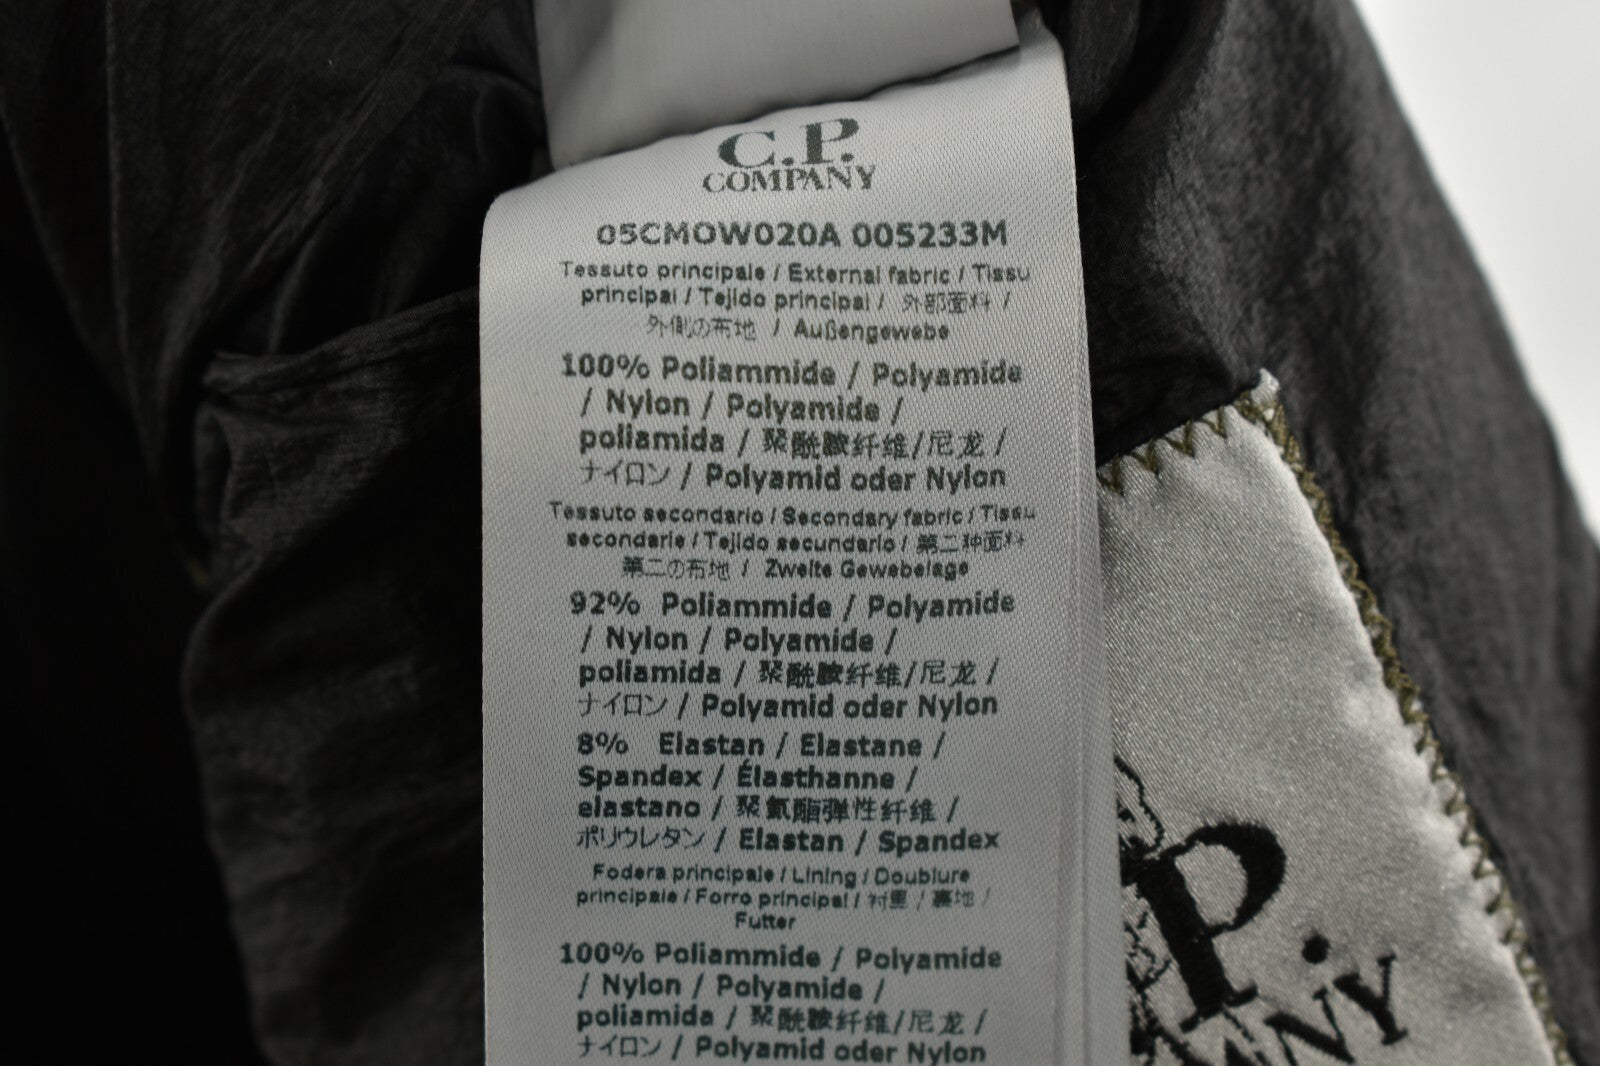 C.P.
COMPANY
05CMOW020A 005233M
Tessuto principale / External fabric / Tissu
principal / Tejido principal / 外部面料 /
外側の布地 / Außengewebe
100% Poliammide / Polyamide
/ Nylon / Polyamide /
poliamida / 聚酰胺纤维/尼龙 /
ナイロン / Polyamid oder Nylon
Tessuto secondario / Secondary fabric / Tissu
secondarie / Tejido secundario / 第二种面料
第二の布地 / Zweite Gewebelage
92% Poliammide / Polyamide
/ Nylon / Polyamide /
poliamida / 聚酰胺纤维/尼龙 /
ナイロン / Polyamid oder Nylon
8% Elastan / Elastane /
Spandex / Élasthanne /
elastano / 聚氨酯弹性纤维 /
ポリウレタン / Elastan / Spandex
Fodera principale / Lining / Doublure
principale / Forro principal / 衬里 / 裏地 /
Futter
100% Poliammide / Polyamide
/ Nylon / Polyamide /
poliamida / 聚酰胺纤维/尼龙 /
ナイロン / Polyamid oder Nylon
P.
ANY